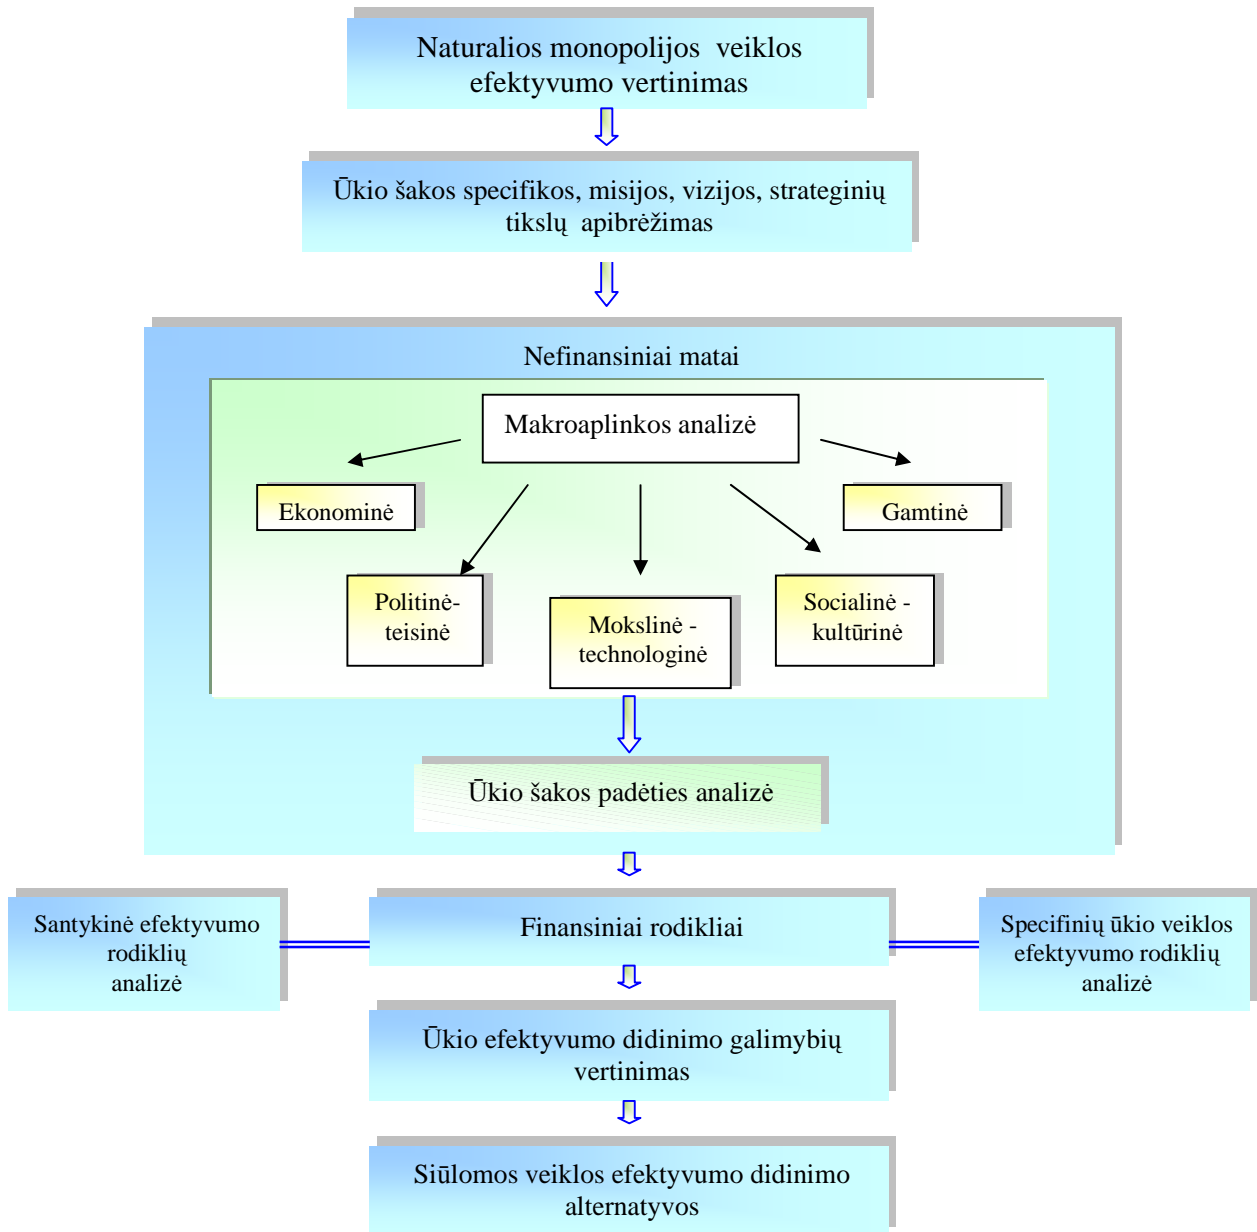 Naturalios monopolijos  veiklos
efektyvumo vertinimas
Ūkio šakos specifikos, misijos, vizijos, strateginių
tikslų  apibrėžimas
Nefinansiniai matai
Makroaplinkos analizė
Ekonominė
Gamtinė
Politinė-
teisinė
Mokslinė -
technologinė
Socialinė -
kultūrinė
Ūkio šakos padėties analizė
Santykinė efektyvumo
rodiklių
analizė
Finansiniai rodikliai
Specifinių ūkio veiklos
efektyvumo rodiklių
analizė
Ūkio efektyvumo didinimo galimybių
vertinimas
Siūlomos veiklos efektyvumo didinimo
alternatyvos